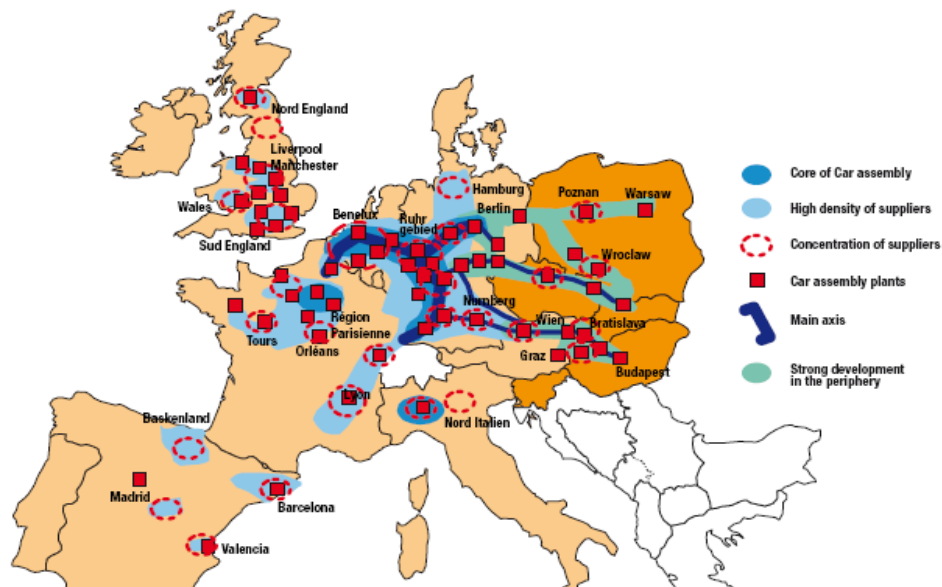 Nord England
Liverpool
Manchester
Wales
Sud England
Benelux
Ruhr
gebied
Hamburg
Berlin
Poznan
Warsaw
Wroclaw
Nurnberg
Wien
Bratislava
Graz
Budapest
Région
Parisienne
Tours
Orléans
Lyon
Nord Italien
Baskenland
Madrid
Barcelona
Valencia
Core of Car assembly
High density of suppliers
Concentration of suppliers
Car assembly plants
Main axis
Strong development
in the periphery